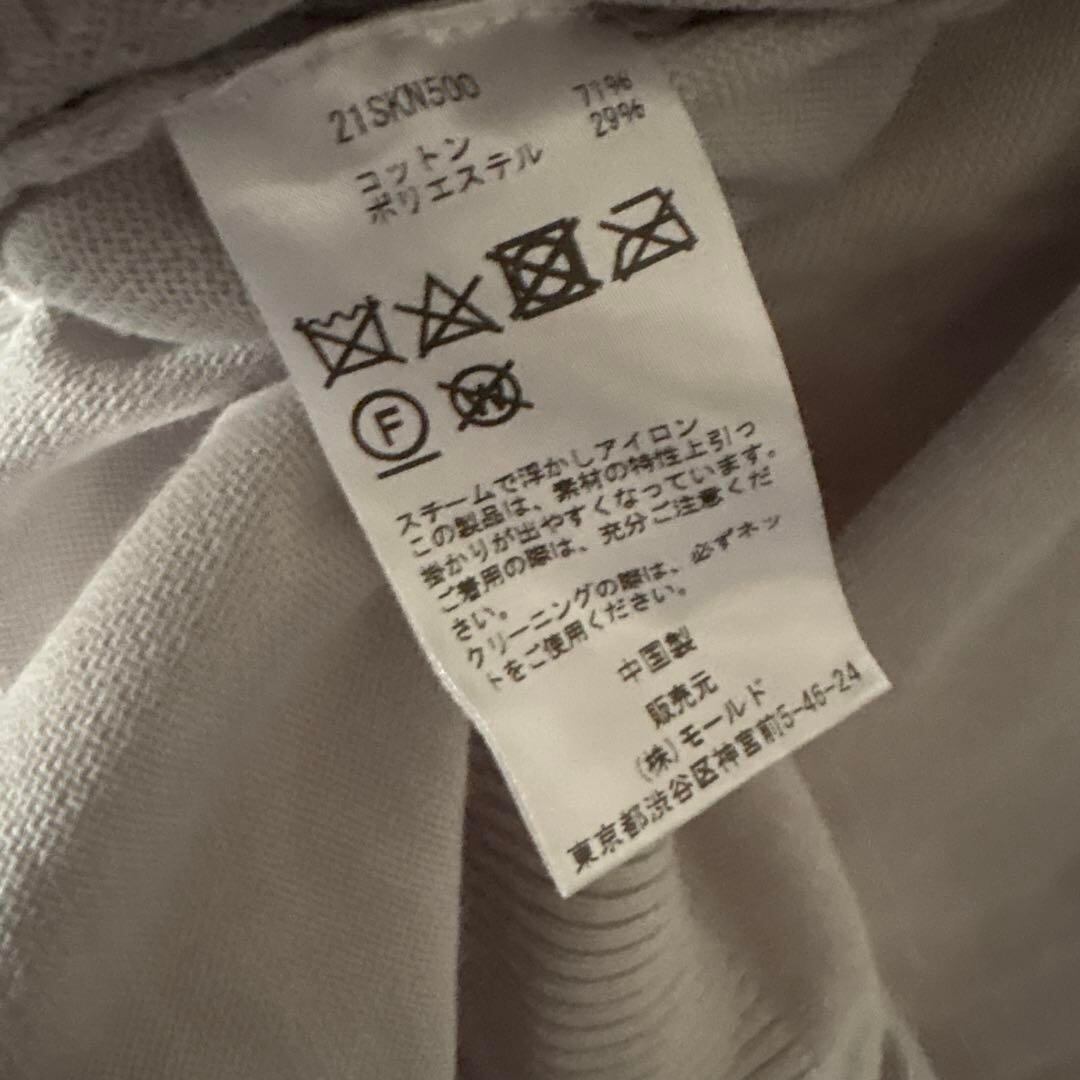 21SKN500
コットン 71%
ポリエステル 29%
F
W
スチームで浮かしアイロン
この製品は、素材の特性上引っ
掛かりが出やすくなっています。
ご着用の際は、充分ご注意くだ
さい。
クリーニングの際は、必ずネッ
トをご使用ください。
中国製
販売元
(株)モールド
東京都渋谷区神宮前5-46-24